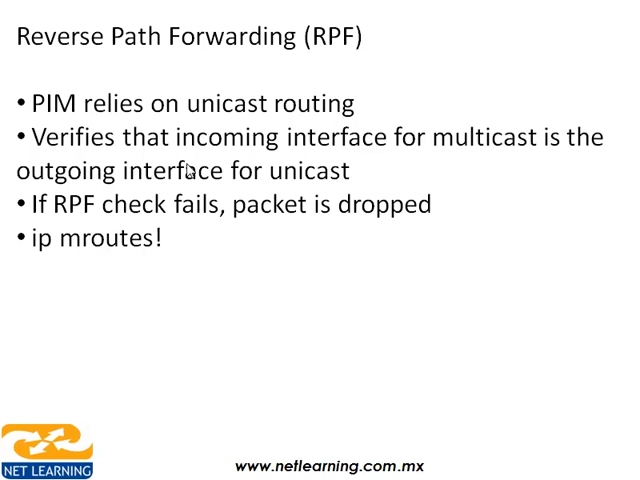 Reverse Path Forwarding (RPF)
• PIM relies on unicast routing
• Verifies that incoming interface for multicast is the
outgoing interface for unicast
• If RPF check fails, packet is dropped
• ip mroutes!
NET LEARNING
www.netlearning.com.mx